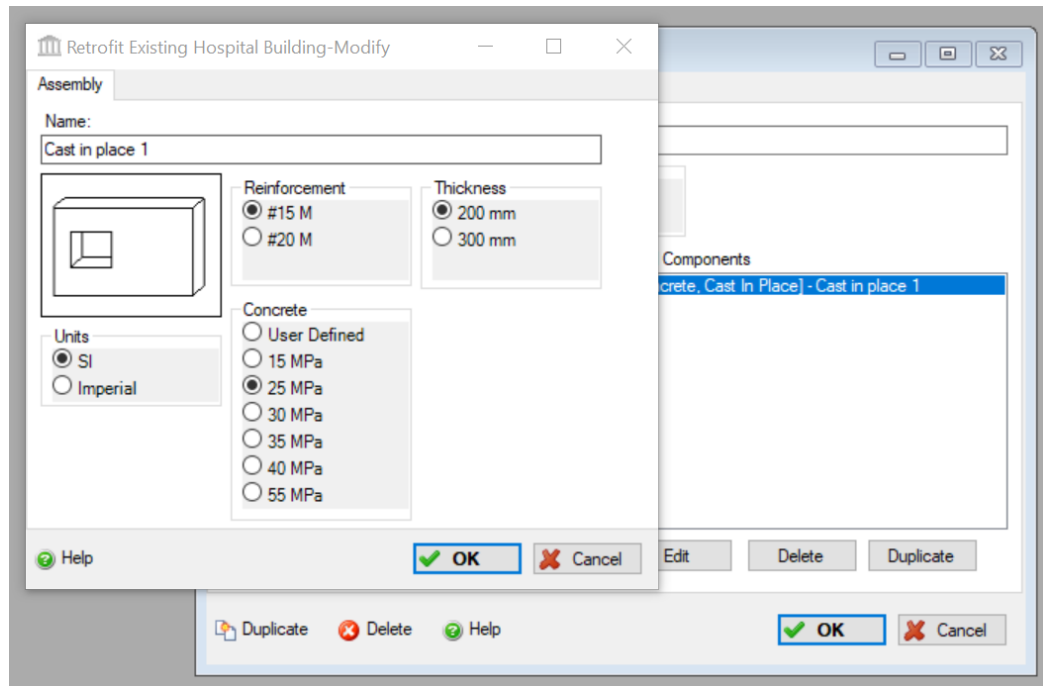 Retrofit Existing Hospital Building-Modify
Assembly
Name:
Cast in place 1
Reinforcement
#15 M
#20 M
Thickness
200 mm
300 mm
Units
SI
Imperial
Concrete
User Defined
15 MPa
25 MPa
30 MPa
35 MPa
40 MPa
55 MPa
Help
OK
Cancel
Components
crete, Cast In Place] - Cast in place 1
Edit
Delete
Duplicate
Duplicate
Delete
Help
OK
Cancel